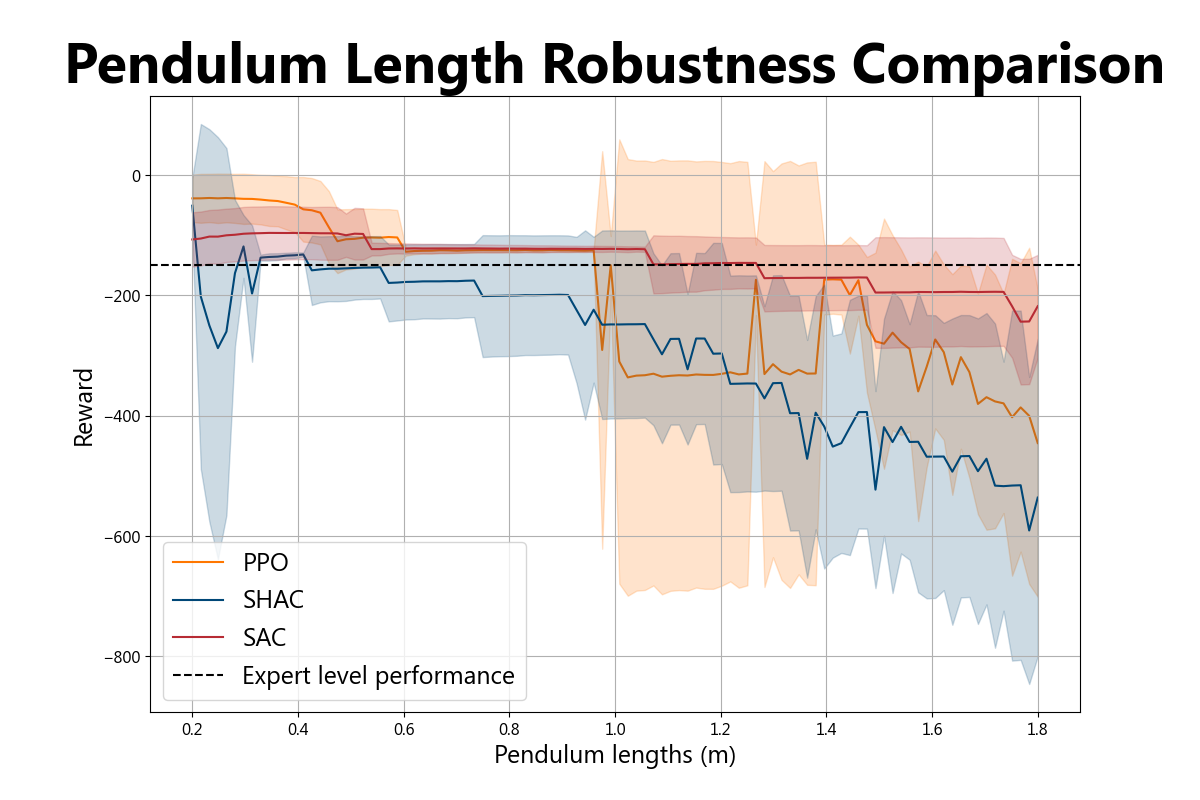 Pendulum Length Robustness Comparison
0
−200
−400
−600
−800
Reward
PPO
SHAC
SAC
Expert level performance
0.2 0.4 0.6 0.8 1.0 1.2 1.4 1.6 1.8
Pendulum lengths (m)